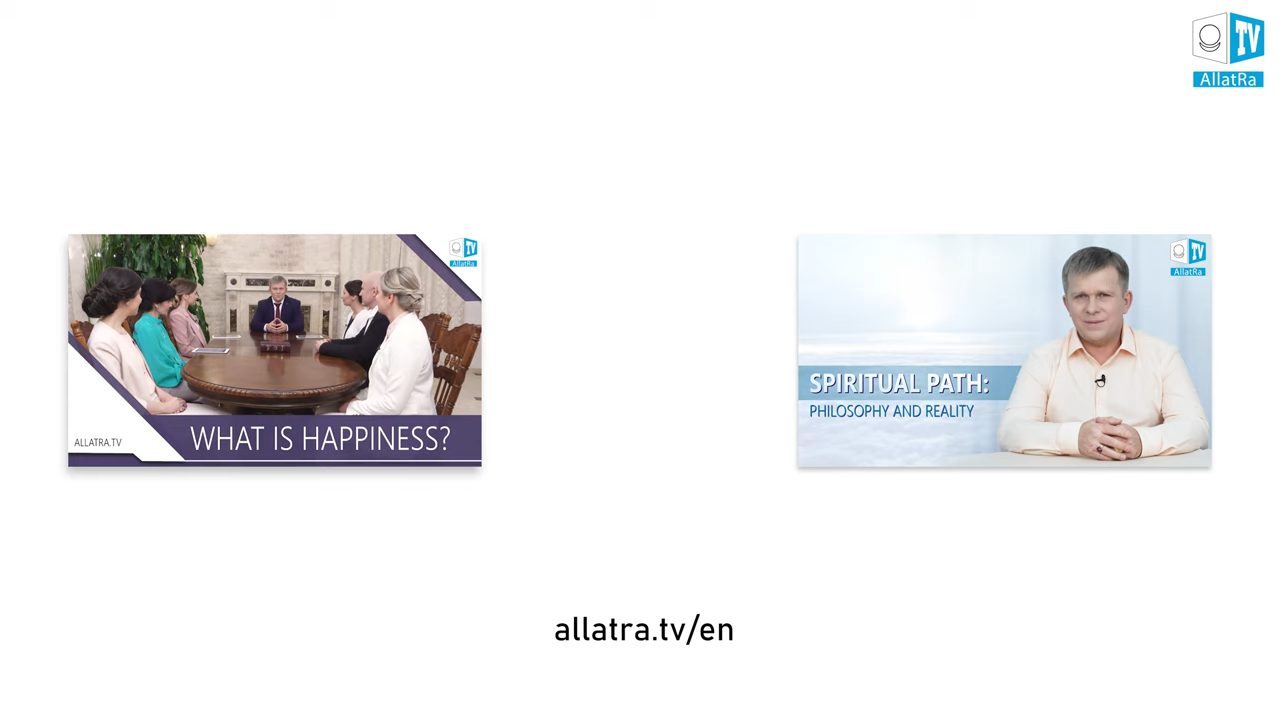 TV
AllatRa
TV
AllatRa
ALLATRA.TV
WHAT IS HAPPINESS?
TV
AllatRa
SPIRITUAL PATH:
PHILOSOPHY AND REALITY
allatra.tv/en